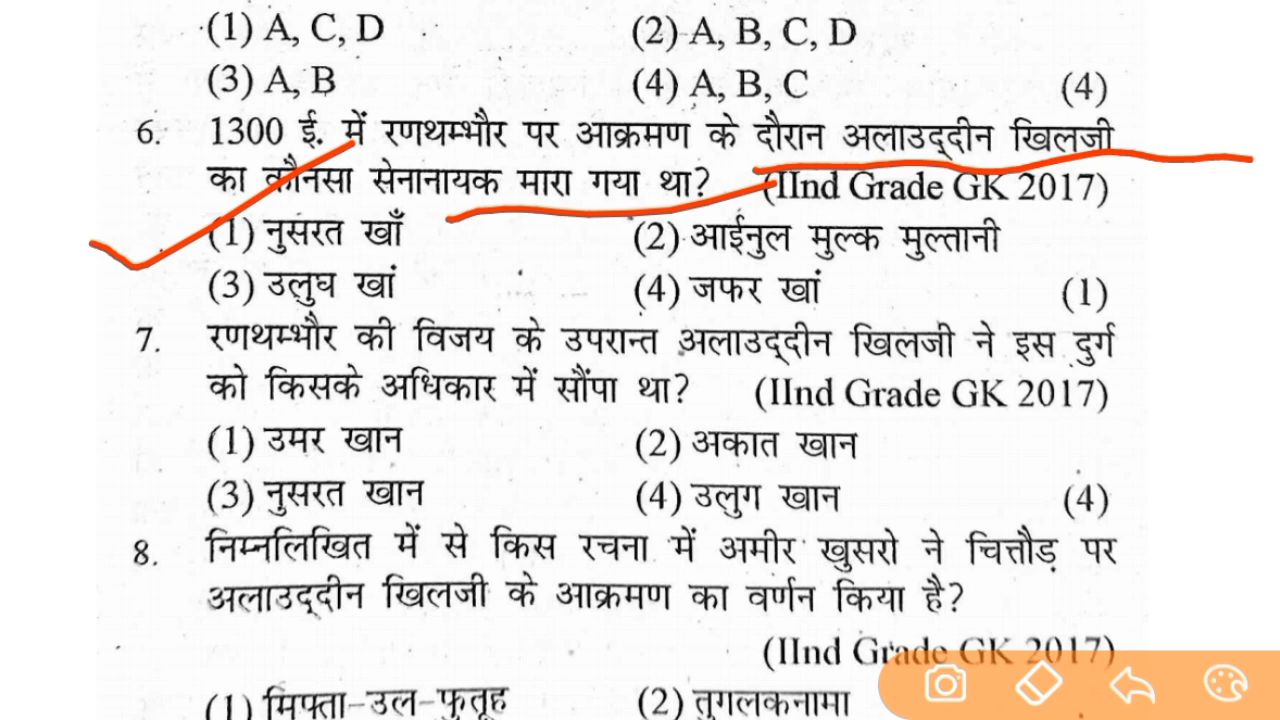 (1) A, C, D (2) A, B, C, D
(3) A, B (4) A, B, C (4)
6. 1300 ई. में रणथम्भौर पर आक्रमण के दौरान अलाउद्दीन खिलजी
का कौनसा सेनानायक मारा गया था? (IInd Grade GK 2017)
(1) नुसरत खाँ (2) आईनुल मुल्क मुल्तानी
(3) उलुघ खां (4) जफर खां (1)
7. रणथम्भौर की विजय के उपरान्त अलाउद्दीन खिलजी ने इस दुर्ग
को किसके अधिकार में सौंपा था? (IInd Grade GK 2017)
(1) उमर खान (2) अकात खान
(3) नुसरत खान (4) उलुग खान (4)
8. निम्नलिखित में से किस रचना में अमीर खुसरो ने चित्तौड़ पर
अलाउद्दीन खिलजी के आक्रमण का वर्णन किया है?
(IInd Grade GK 2017)
(1) मिफ्ता-उल-फुतूह (2) तुगलकनामा